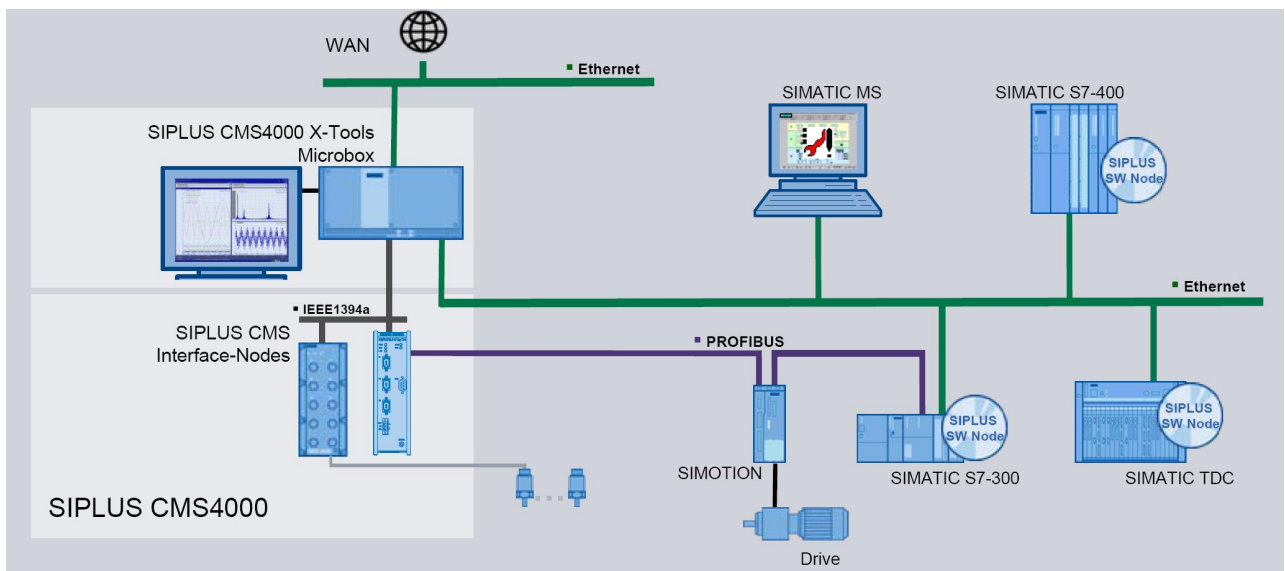 WAN
Ethernet
SIMATIC MS
SIMATIC S7-400
SIPLUS CMS4000 X-Tools
Microbox
SIPLUS
SW Node
Ethernet
IEEE1394a
SIPLUS CMS
Interface-Nodes
PROFIBUS
SIPLUS
SW Node
SIPLUS
SW Node
SIMOTION
SIMATIC S7-300
SIMATIC TDC
SIPLUS CMS4000
Drive